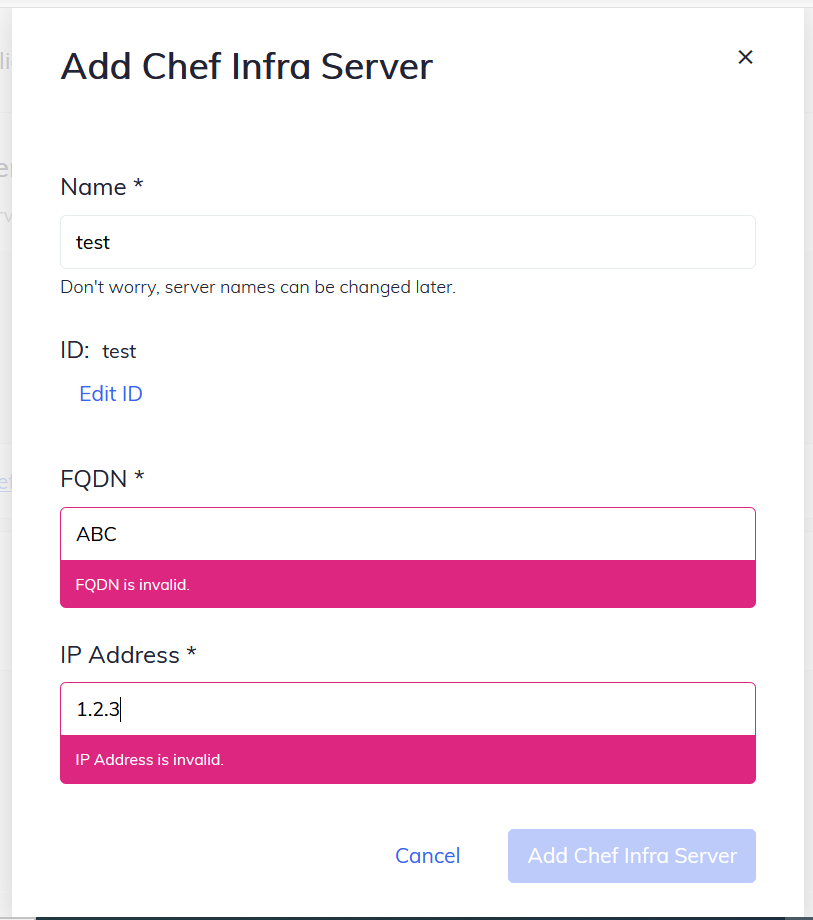 Add Chef Infra Server
Name *
test
Don't worry, server names can be changed later.
ID: test
Edit ID
FQDN *
ABC
FQDN is invalid.
IP Address *
1.2.3
IP Address is invalid.
Cancel
Add Chef Infra Server